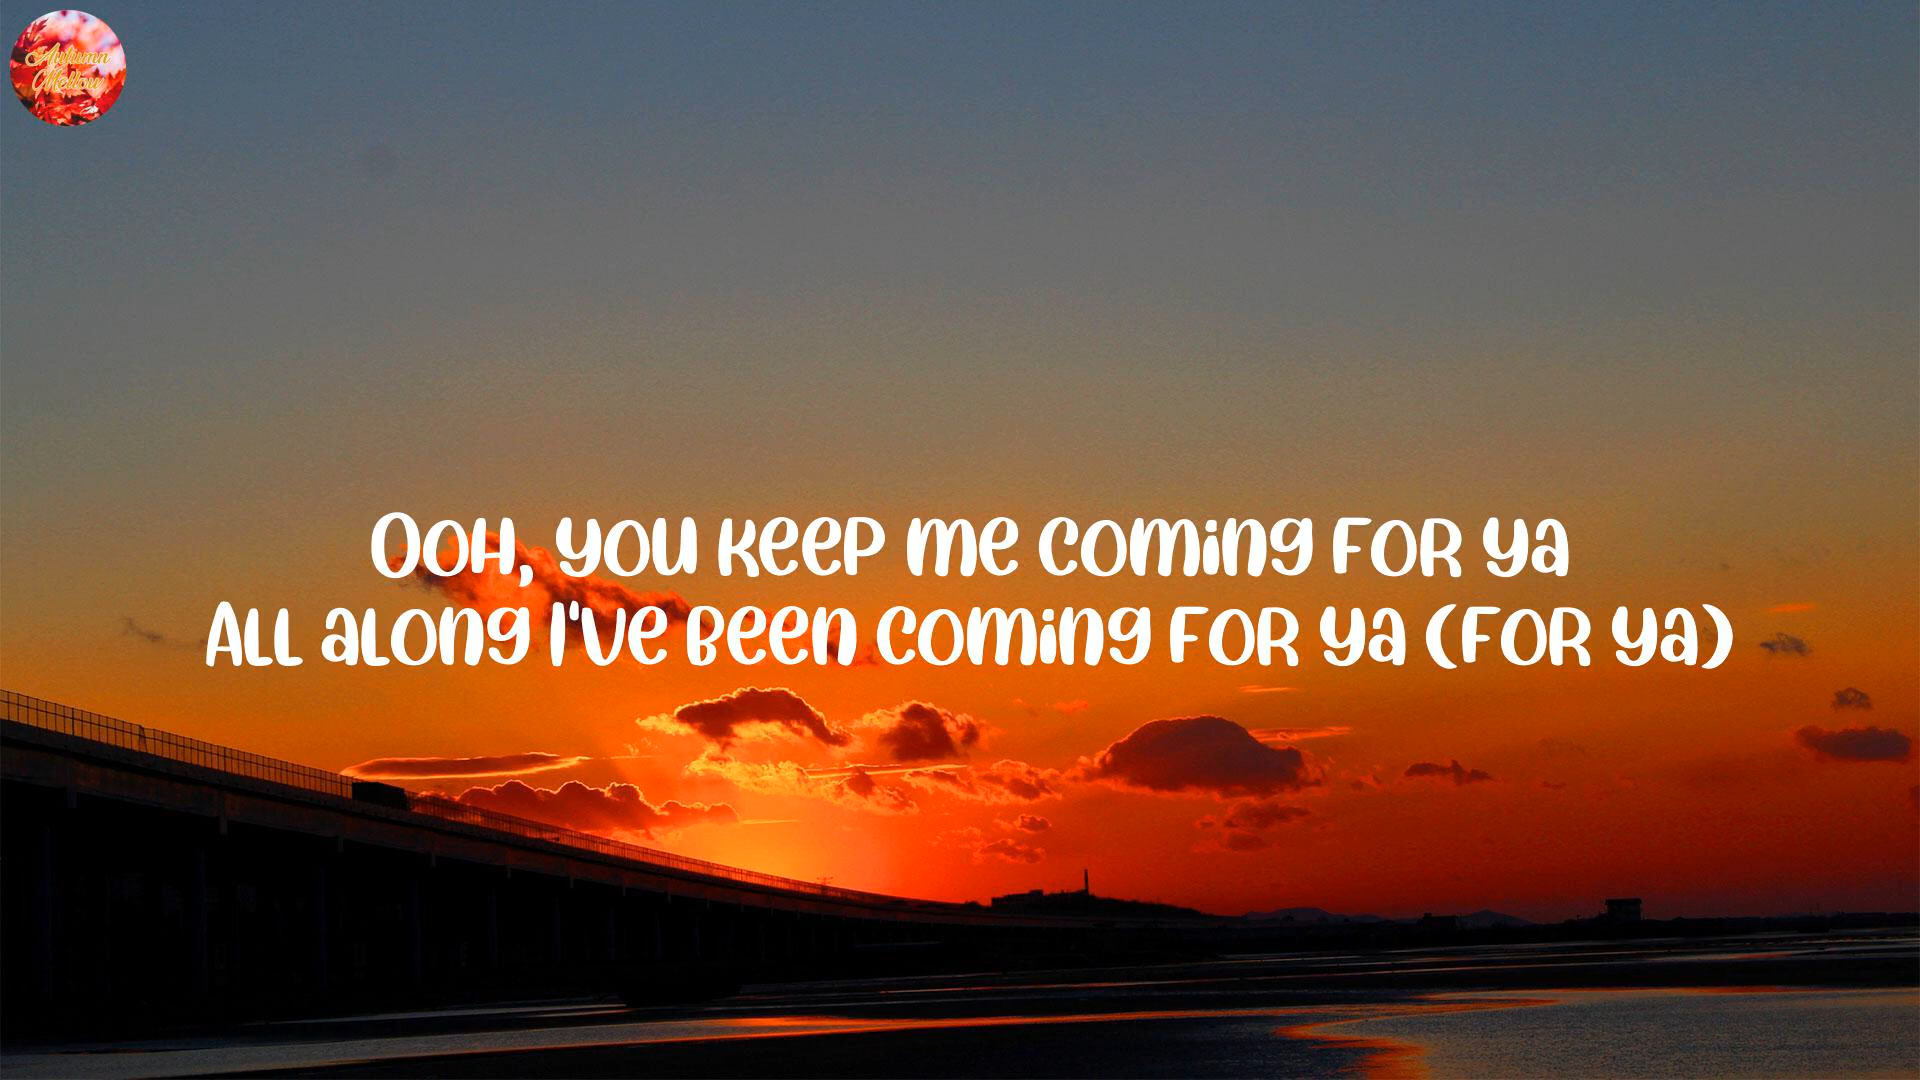 Autumn
Mellow
Ooh, you keep me coming for ya
All along I've been coming for ya (for ya)